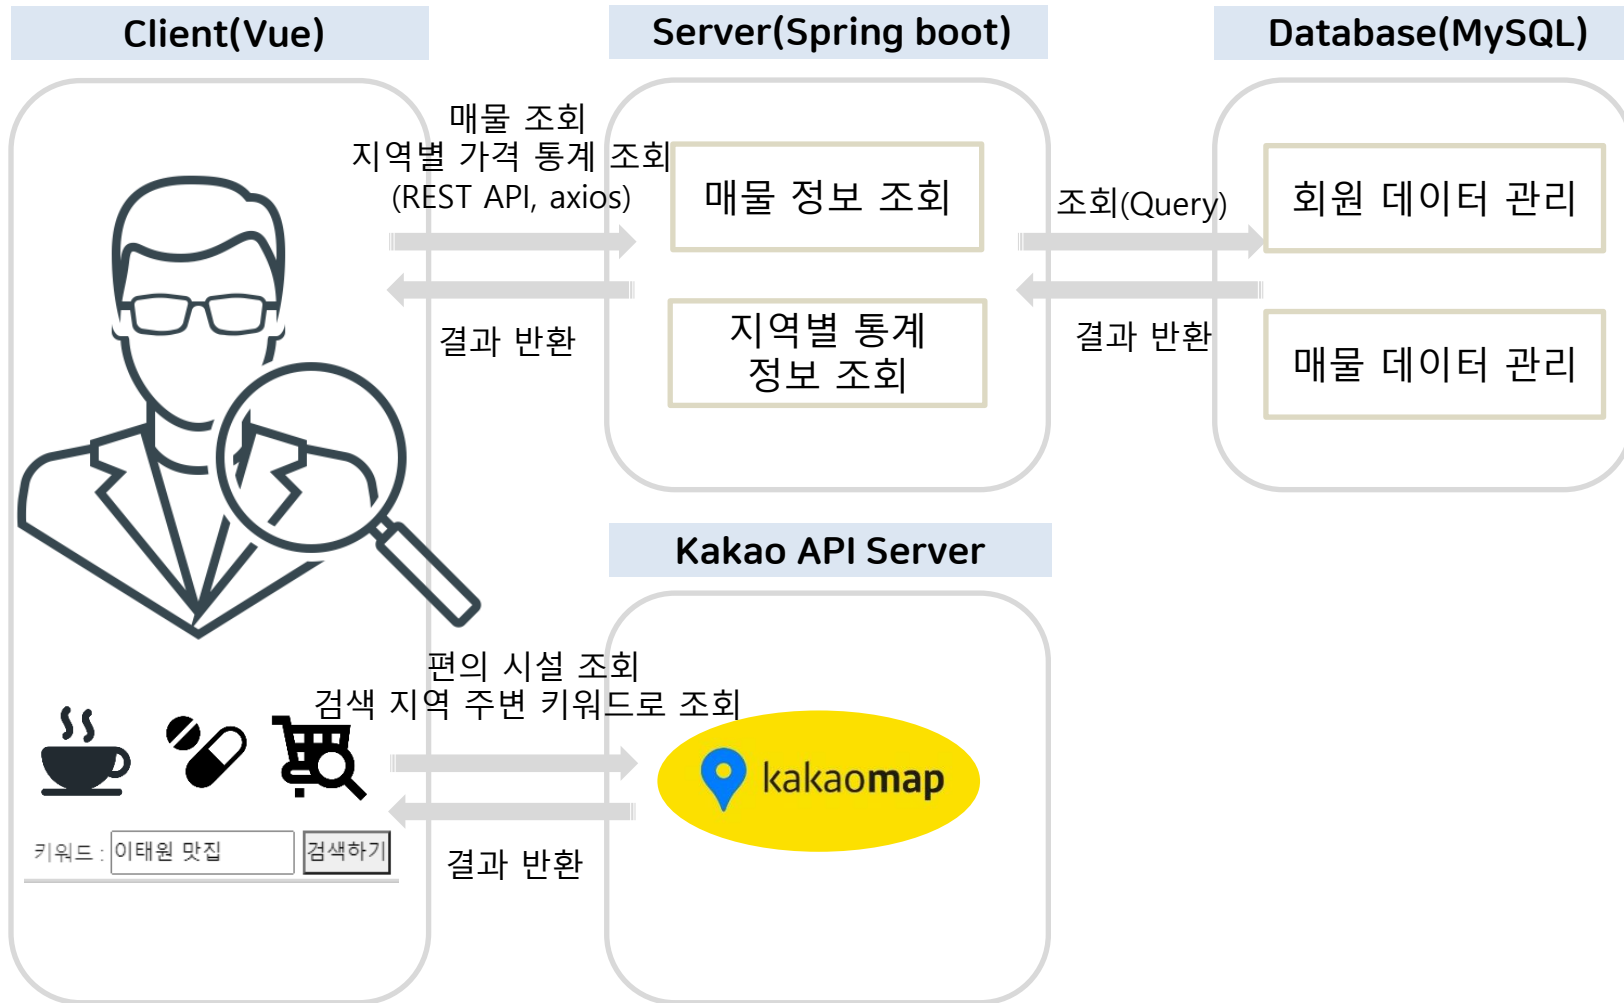 Client(Vue)
Server(Spring boot)
Database(MySQL)
매물 조회
지역별 가격 통계 조회
(REST API, axios)
결과 반환
매물 정보 조회
지역별 통계
정보 조회
조회(Query)
결과 반환
회원 데이터 관리
매물 데이터 관리
Kakao API Server
편의 시설 조회
검색 지역 주변 키워드로 조회
결과 반환
kakaomap
키워드 : 이태원 맛집 검색하기